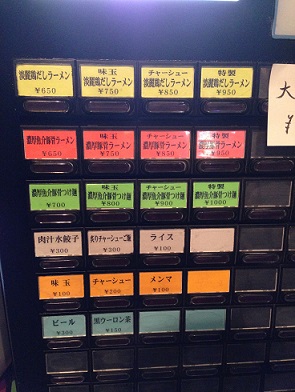 淡麗鶏だしラーメン
¥650
味玉
淡麗鶏だしラーメン
¥750
チャーシュー
淡麗鶏だしラーメン
¥850
特製
淡麗鶏だしラーメン
¥950
大
¥
濃厚魚介豚骨ラーメン
¥650
味玉
濃厚魚介豚骨ラーメン
¥750
チャーシュー
濃厚魚介豚骨ラーメン
¥850
特製
濃厚魚介豚骨ラーメン
¥950
濃厚魚介豚骨つけ麺
¥700
味玉
濃厚魚介豚骨つけ麺
¥800
チャーシュー
濃厚魚介豚骨つけ麺
¥900
特製
濃厚魚介豚骨つけ麺
¥1000
肉汁水餃子
¥300
炙りチャーシューご飯
ライス
¥100
味玉
¥100
チャーシュー
¥200
メンマ
¥100
ビール
黒ウーロン茶